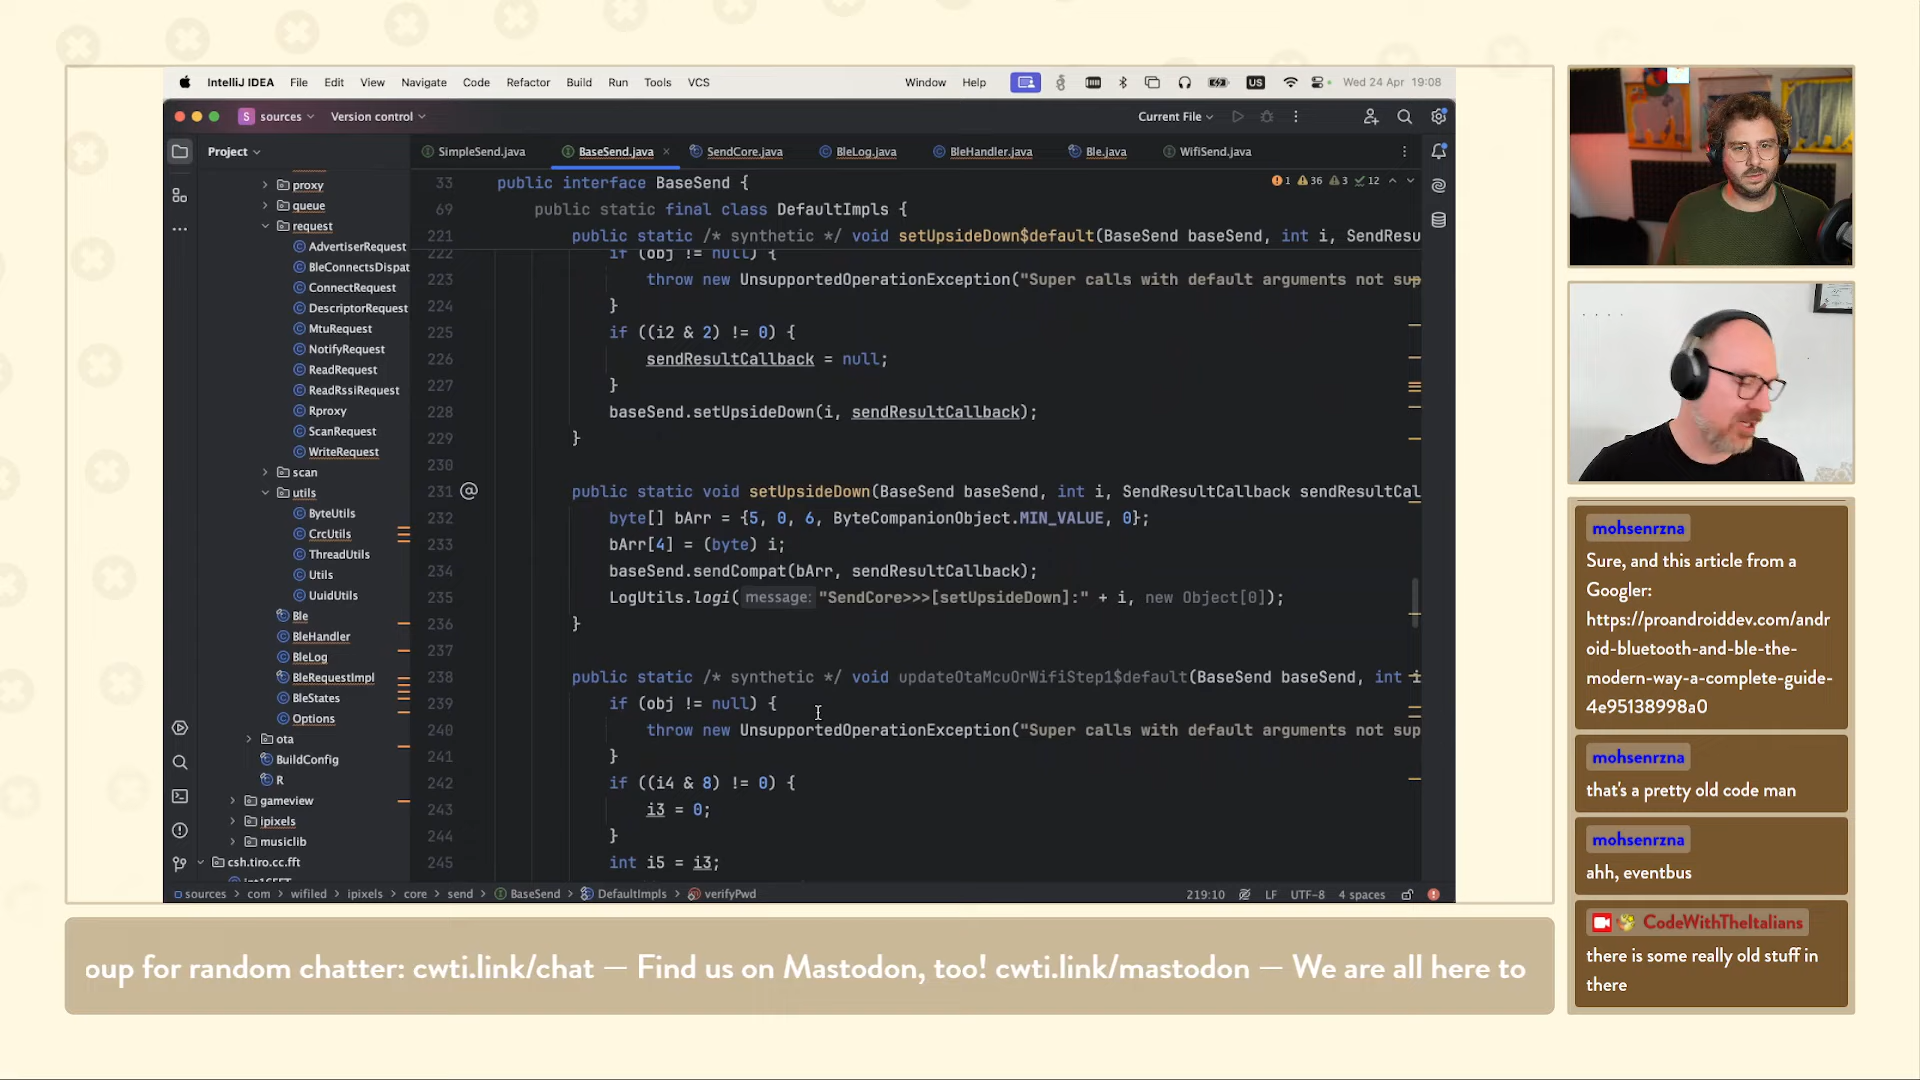 IntelliJ IDEA File Edit View Navigate Code Refactor Build Run Tools VCS Window Help US Wed 24 Apr 19:08
S sources Version control Current File
Project
SimpleSend.java BaseSend.java SendCore.java BleLog.java BleHandler.java Ble.java WifiSend.java
proxy
queue
request
AdvertiserRequest
BleConnectsDispat
ConnectRequest
DescriptorRequest
MtuRequest
NotifyRequest
ReadRequest
ReadRssiRequest
Rproxy
ScanRequest
WriteRequest
scan
utils
ByteUtils
CrcUtils
ThreadUtils
Utils
UuidUtils
Ble
BleHandler
BleLog
BleRequestImpl
BleStates
Options
ota
BuildConfig
R
gameview
ipixels
musiclib
csh.tiro.cc.fft
1 36 3 12
33 public interface BaseSend {
69 public static final class DefaultImpls {
221 public static /* synthetic */ void setUpsideDown$default(BaseSend baseSend, int i, SendResu
222 if (obj != null) {
223 throw new UnsupportedOperationException("Super calls with default arguments not sup
224 }
225 if ((i2 & 2) != 0) {
226 sendResultCallback = null;
227 }
228 baseSend.setUpsideDown(i, sendResultCallback);
229 }
230
231 public static void setUpsideDown(BaseSend baseSend, int i, SendResultCallback sendResultCal
232 byte[] bArr = {5, 0, 6, ByteCompanionObject.MIN_VALUE, 0};
233 bArr[4] = (byte) i;
234 baseSend.sendCompat(bArr, sendResultCallback);
235 LogUtils.logi( message: "SendCore>>>[setUpsideDown]:" + i, new Object[0]);
236 }
237
238 public static /* synthetic */ void updateOtaMcuOrWifiStep1$default(BaseSend baseSend, int i
239 if (obj != null) {
240 throw new UnsupportedOperationException("Super calls with default arguments not sup
241 }
242 if ((i4 & 8) != 0) {
243 i3 = 0;
244 }
245 int i5 = i3;
sources > com > wifiled > ipixels > core > send > BaseSend > DefaultImpls > verifyPwd 219:10 LF UTF-8 4 spaces
mohsenrzna
Sure, and this article from a
Googler:
https://proandroiddev.com/andr
oid-bluetooth-and-ble-the-
modern-way-a-complete-guide-
4e95138998a0
mohsenrzna
that's a pretty old code man
mohsenrzna
ahh, eventbus
CodeWithTheItalians
there is some really old stuff in
there
oup for random chatter: cwti.link/chat — Find us on Mastodon, too! cwti.link/mastodon — We are all here to